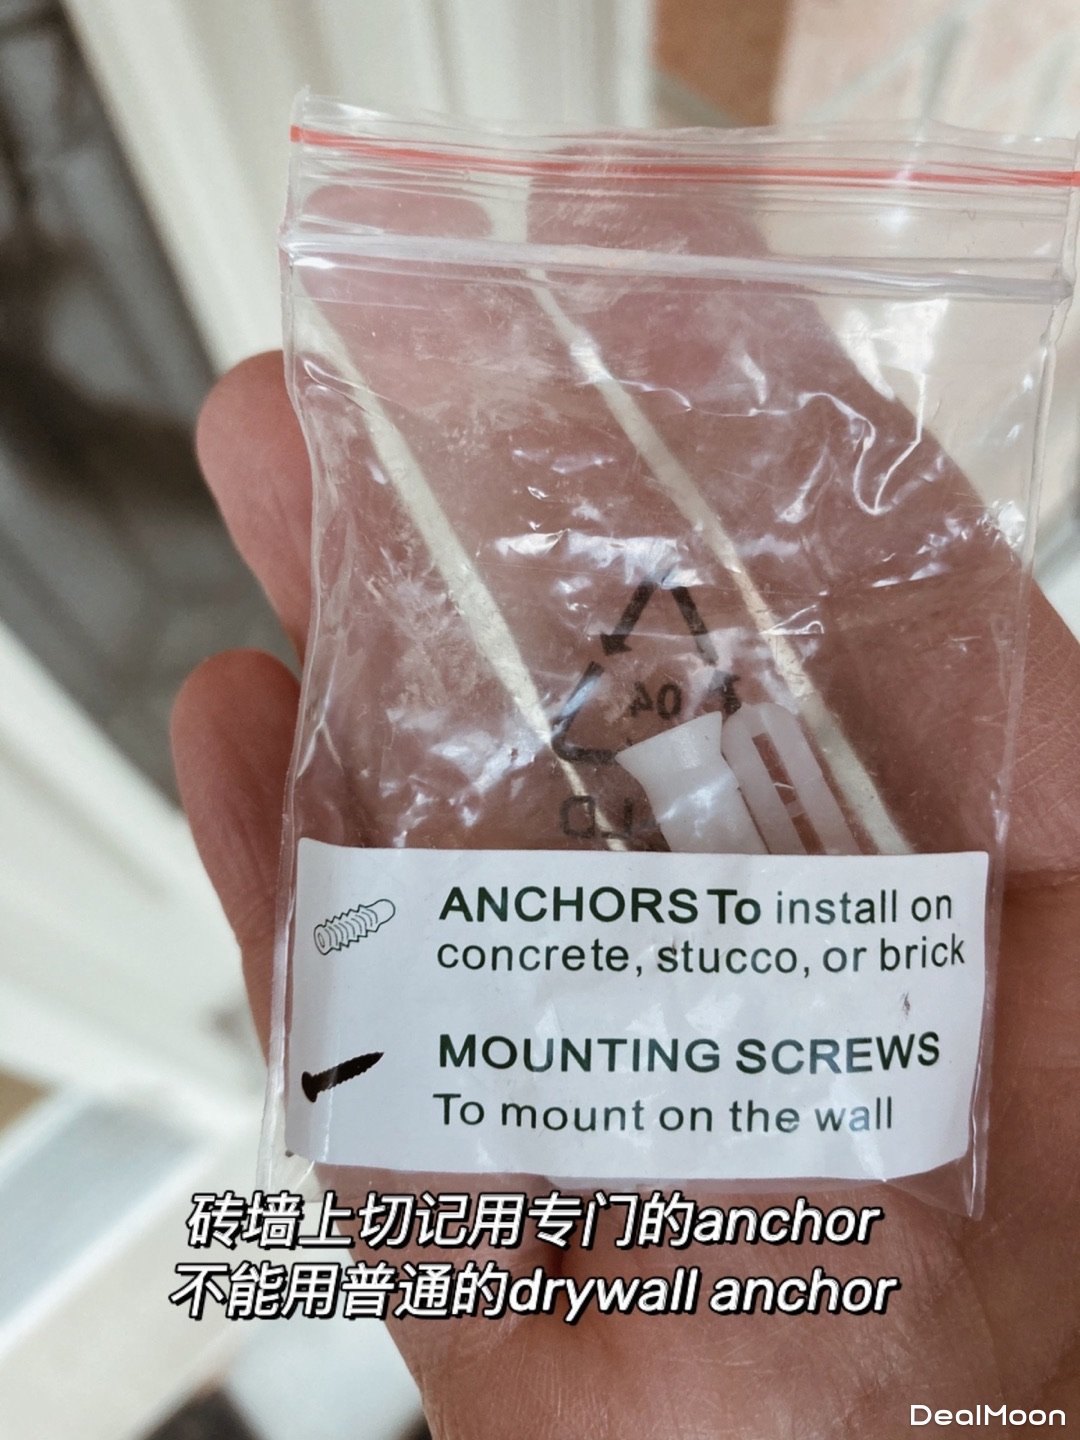 04
LD
ANCHORS To install on
concrete, stucco, or brick
MOUNTING SCREWS
To mount on the wall
砖墙上切记用专门的anchor
不能用普通的drywall anchor
DealMoon